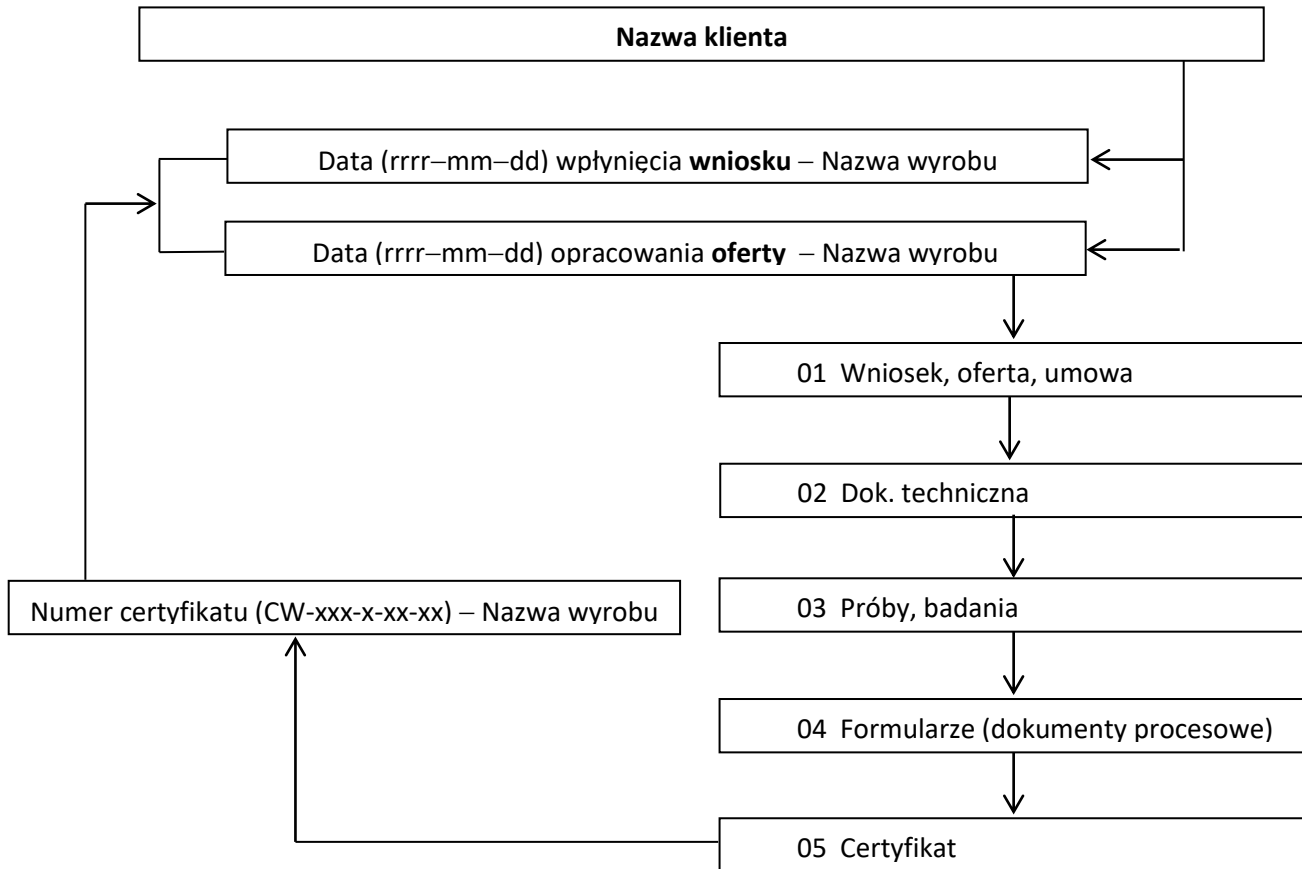 Nazwa klienta
Data (rrrr–mm–dd) wpłynięcia wniosku – Nazwa wyrobu
Data (rrrr–mm–dd) opracowania oferty – Nazwa wyrobu
01 Wniosek, oferta, umowa
02 Dok. techniczna
Numer certyfikatu (CW-xxx-x-xx-xx) – Nazwa wyrobu
03 Próby, badania
04 Formularze (dokumenty procesowe)
05 Certyfikat